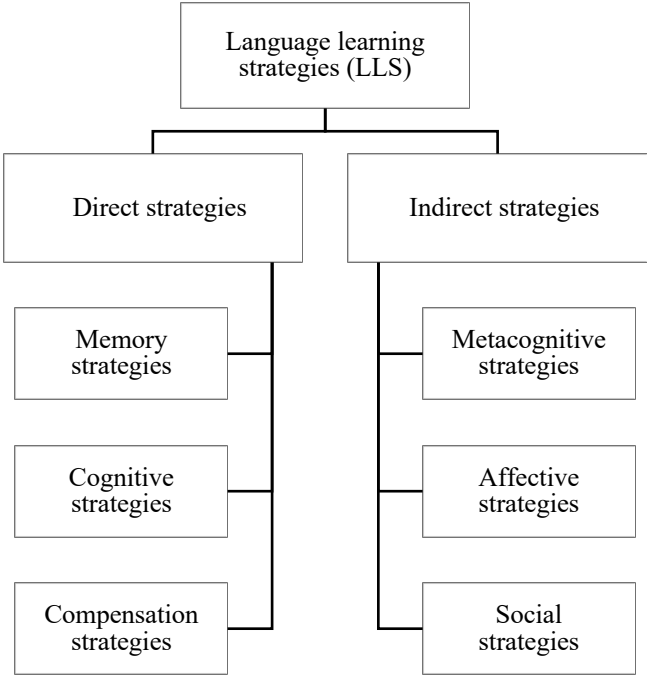 Language learning
strategies (LLS)
Direct strategies
Indirect strategies
Memory
strategies
Metacognitive
strategies
Cognitive
strategies
Affective
strategies
Compensation
strategies
Social
strategies